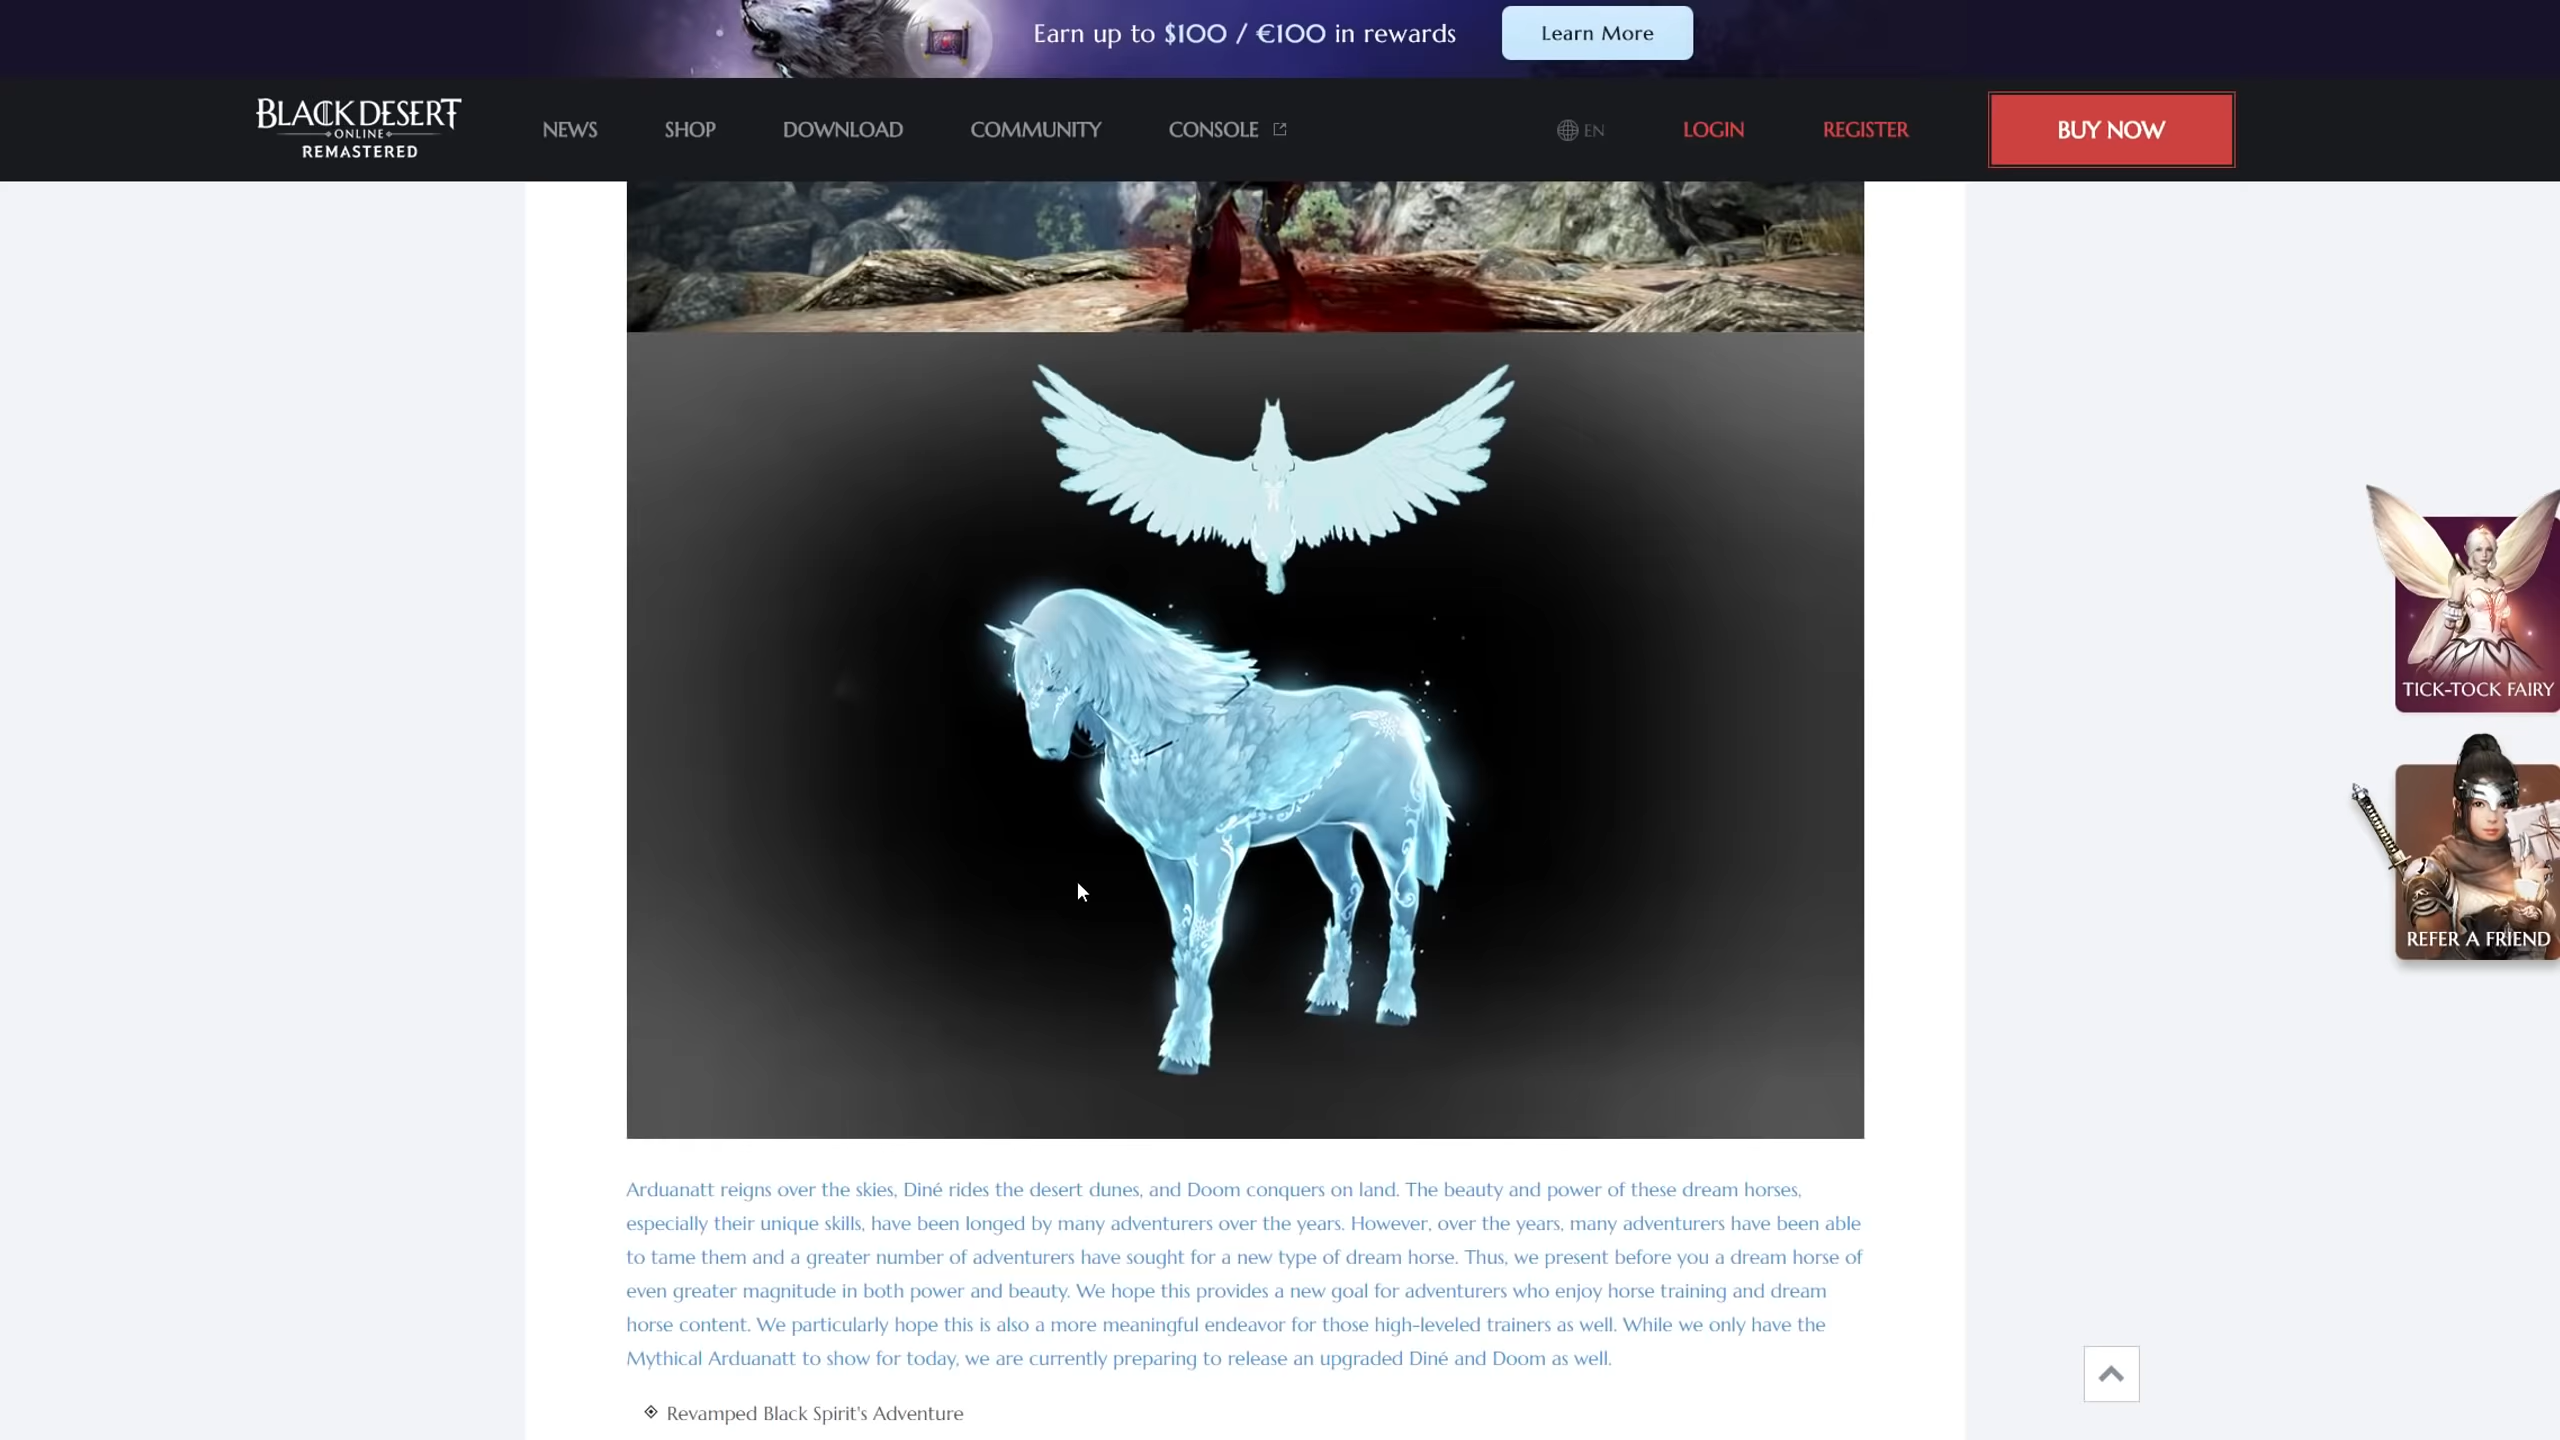 Earn up to $100 / €100 in rewards
Learn More
BLACK DESERT
ONLINE
REMASTERED
NEWS
SHOP
DOWNLOAD
COMMUNITY
CONSOLE
EN
LOGIN
REGISTER
BUY NOW
TICK-TOCK FAIRY
REFER A FRIEND
Arduanatt reigns over the skies, Diné rides the desert dunes, and Doom conquers on land. The beauty and power of these dream horses,
especially their unique skills, have been longed by many adventurers over the years. However, over the years, many adventurers have been able
to tame them and a greater number of adventurers have sought for a new type of dream horse. Thus, we present before you a dream horse of
even greater magnitude in both power and beauty. We hope this provides a new goal for adventurers who enjoy horse training and dream
horse content. We particularly hope this is also a more meaningful endeavor for those high-leveled trainers as well. While we only have the
Mythical Arduanatt to show for today, we are currently preparing to release an upgraded Diné and Doom as well.
Revamped Black Spirit's Adventure